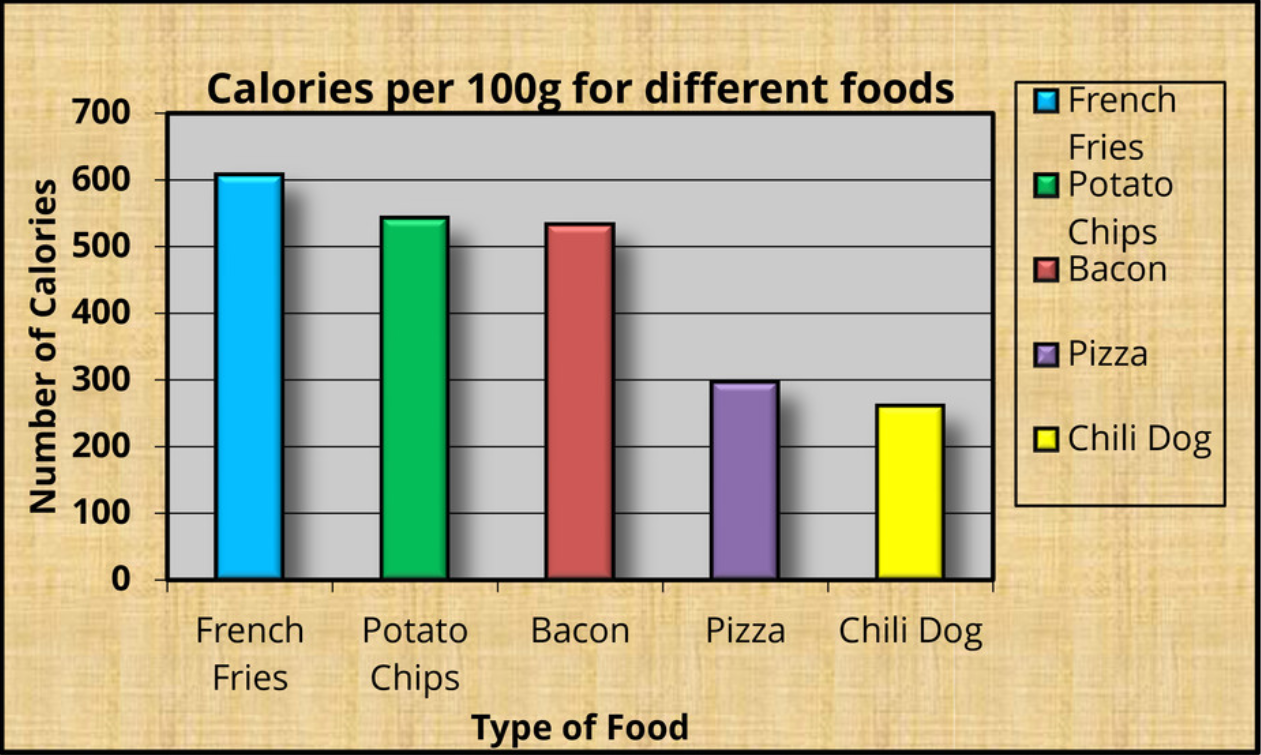 Calories per 100g for different foods
700
600
500
400
300
200
100
0
Number of Calories
French
Fries
Potato
Chips
Bacon
Pizza
Chili Dog
Type of Food
French
Fries
Potato
Chips
Bacon
Pizza
Chili Dog